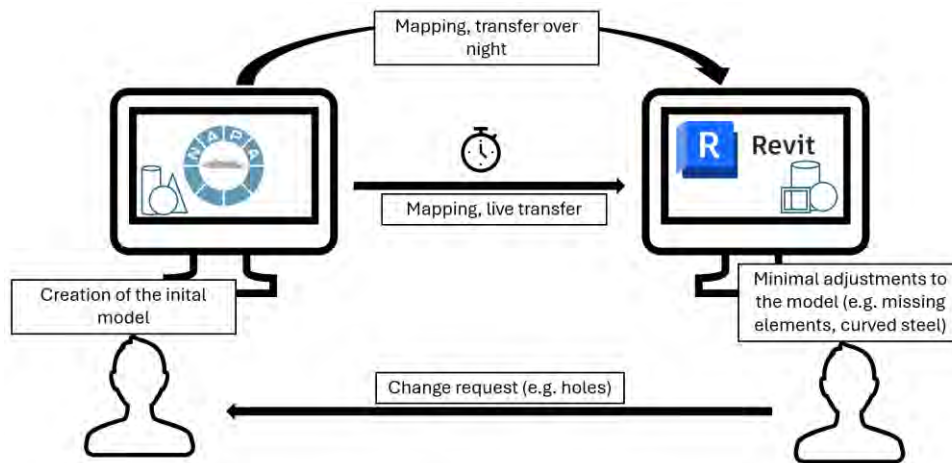 Mapping, transfer over
night
NAPA
R
Revit
Mapping, live transfer
Creation of the inital
model
Minimal adjustments to
the model (e.g. missing
elements, curved steel)
Change request (e.g. holes)